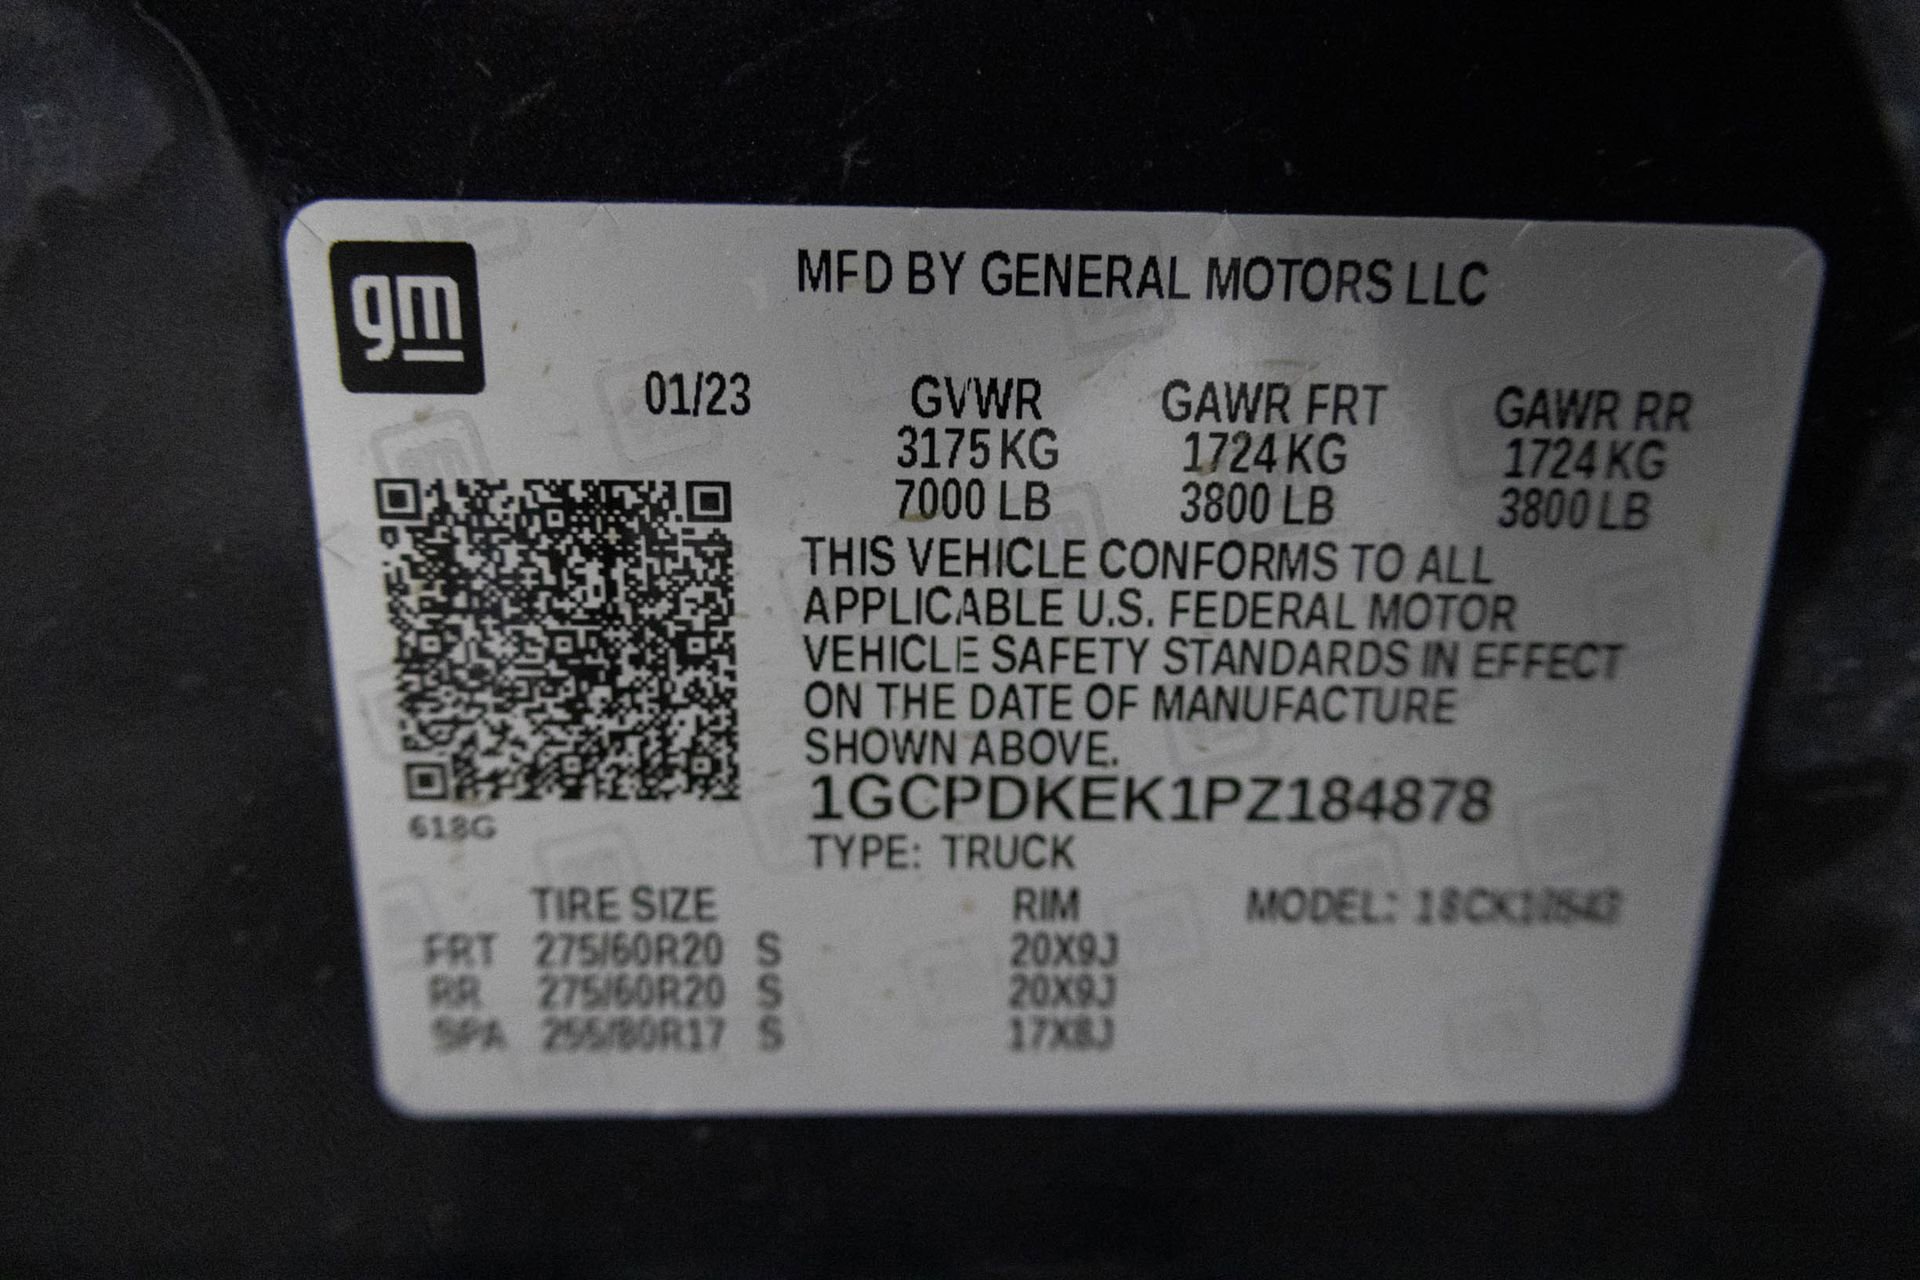 gm
MFD BY GENERAL MOTORS LLC
01/23 GVWR GAWR FRT GAWR RR
3175 KG 1724 KG 1724 KG
7000 LB 3800 LB 3800 LB
THIS VEHICLE CONFORMS TO ALL
APPLICABLE U.S. FEDERAL MOTOR
VEHICLE SAFETY STANDARDS IN EFFECT
ON THE DATE OF MANUFACTURE
SHOWN ABOVE.
1GCPDKEK1PZ184878
618G
TYPE: TRUCK
TIRE SIZE RIM MODEL:
FRT 275/60R20 S 20X9J
RR 275/60R20 S 20X9J
SPA 255/80R17 S 17X8J